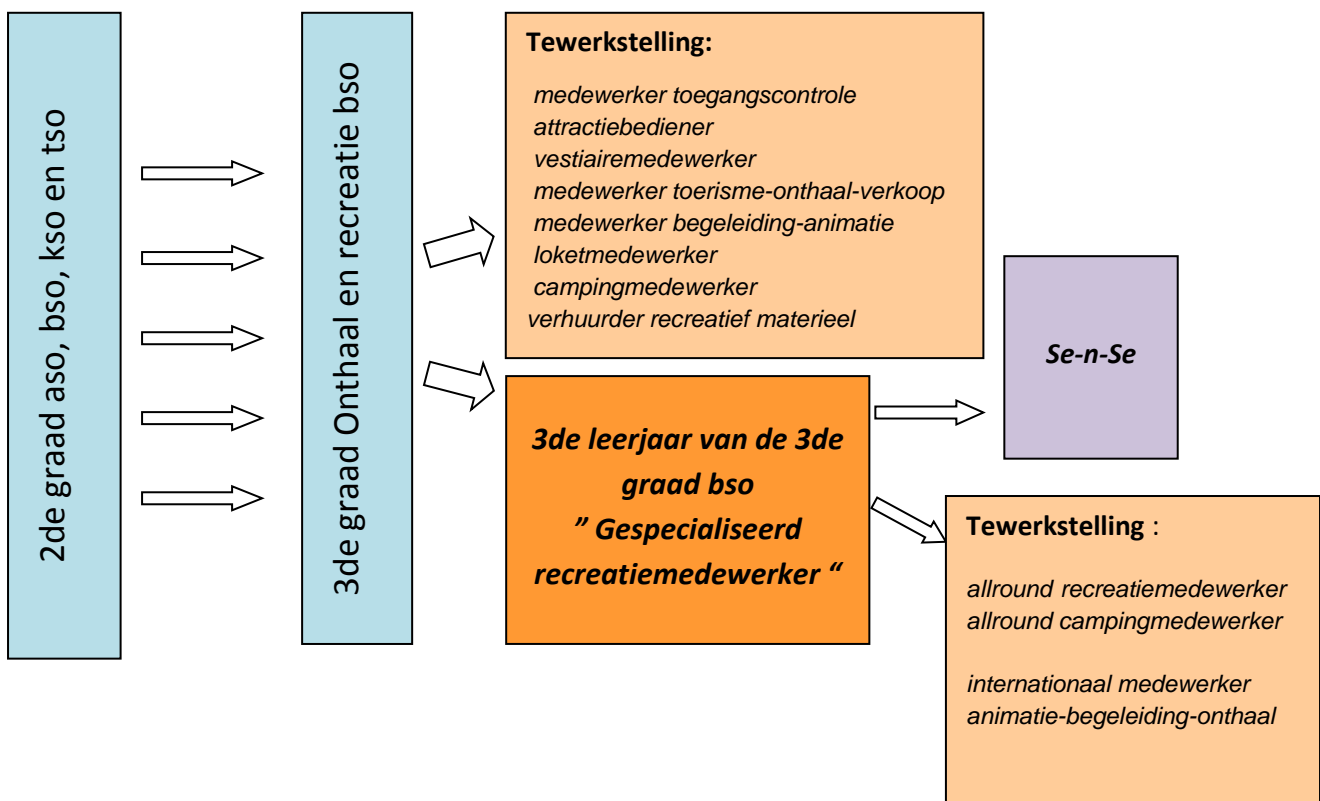 2de graad aso, bso, kso en tso
3de graad Onthaal en recreatie bso
Tewerkstelling:
medewerker toegangscontrole
attractiebediener
vestiairemedewerker
medewerker toerisme-onthaal-verkoop
medewerker begeleiding-animatie
loketmedewerker
campingmedewerker
verhuurder recreatief materieel
3de leerjaar van de 3de
graad bso
” Gespecialiseerd
recreatiemedewerker “
Se-n-Se
Tewerkstelling :
allround recreatiemedewerker
allround campingmedewerker
internationaal medewerker
animatie-begeleiding-onthaal